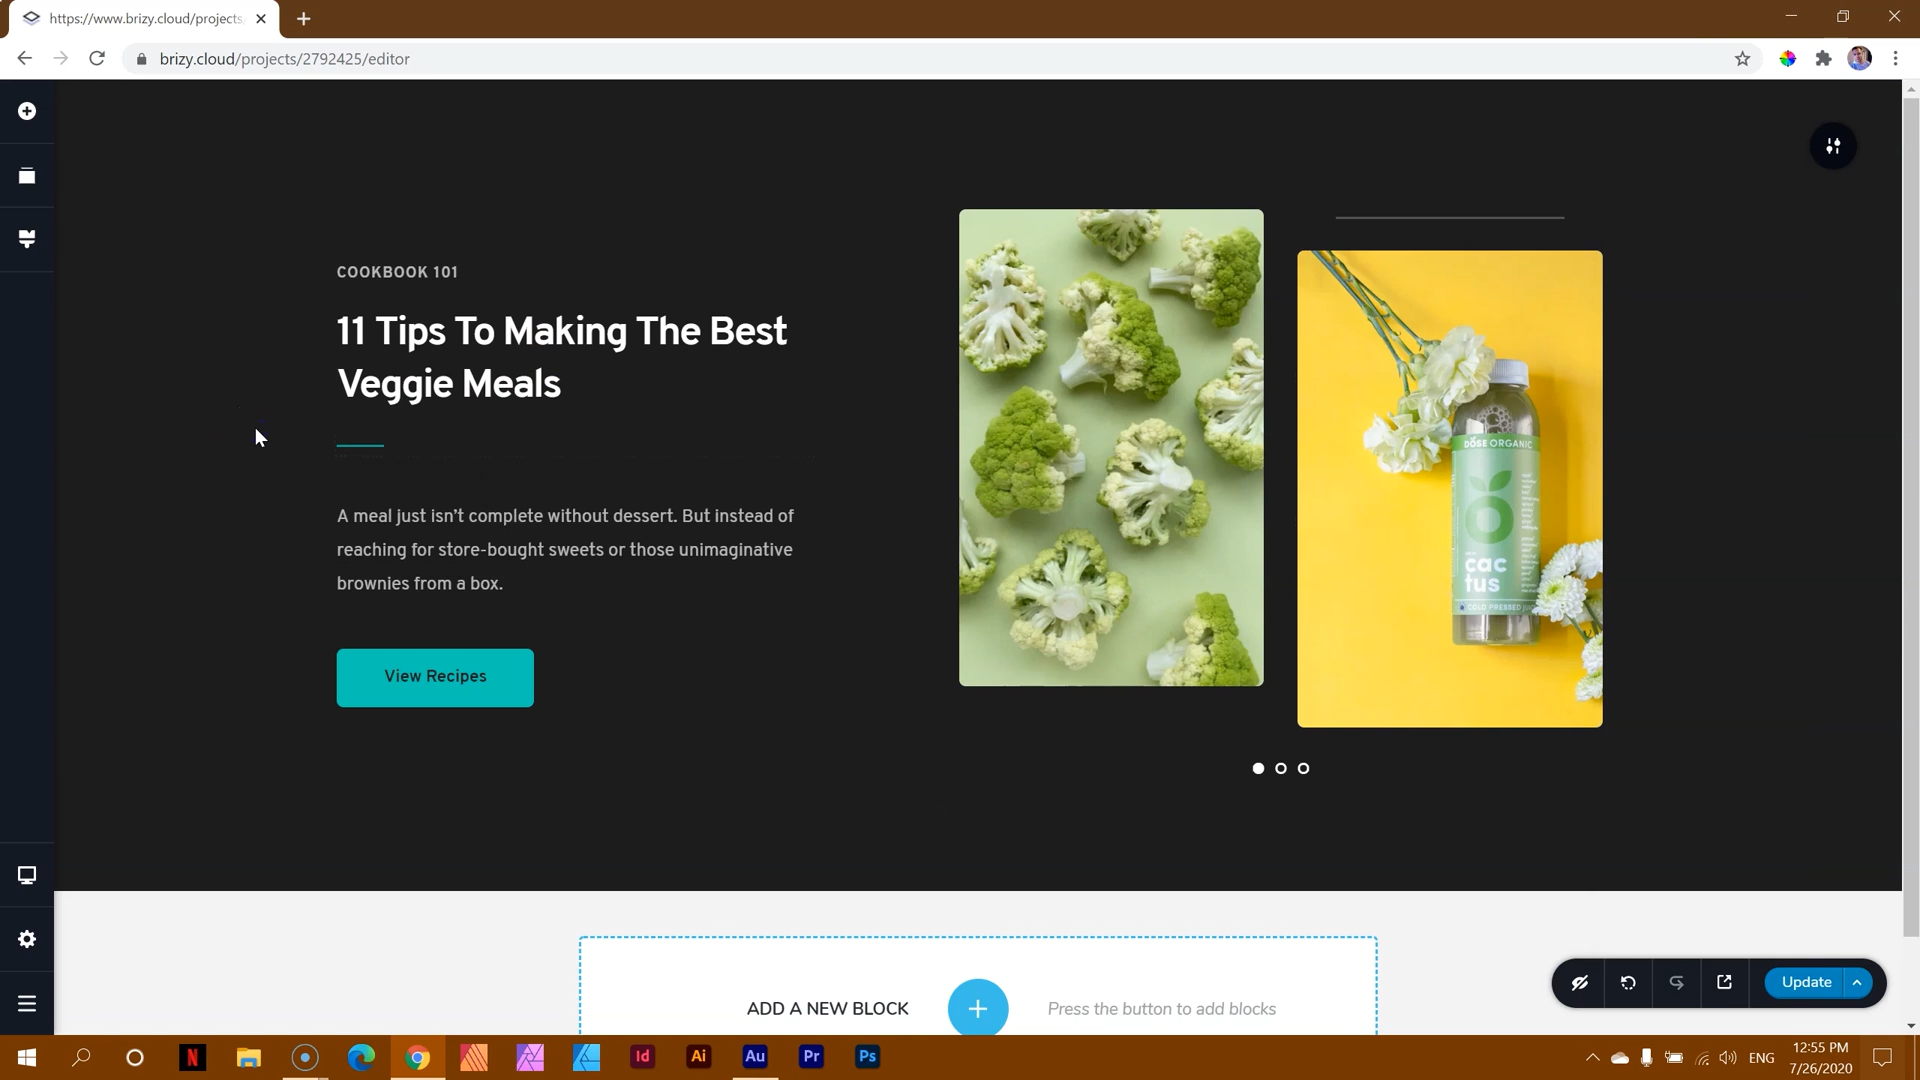 https://www.brizy.cloud/projects
brizy.cloud/projects/2792425/editor
COOKBOOK 101
11 Tips To Making The Best
Veggie Meals
A meal just isn’t complete without dessert. But instead of
reaching for store-bought sweets or those unimaginative
brownies from a box.
View Recipes
DOSE ORGANIC
cac
tus
COLD PRESSED
ADD A NEW BLOCK
Press the button to add blocks
Update
N
Id
Ai
Au
Pr
Ps
ENG
12:55 PM
7/26/2020